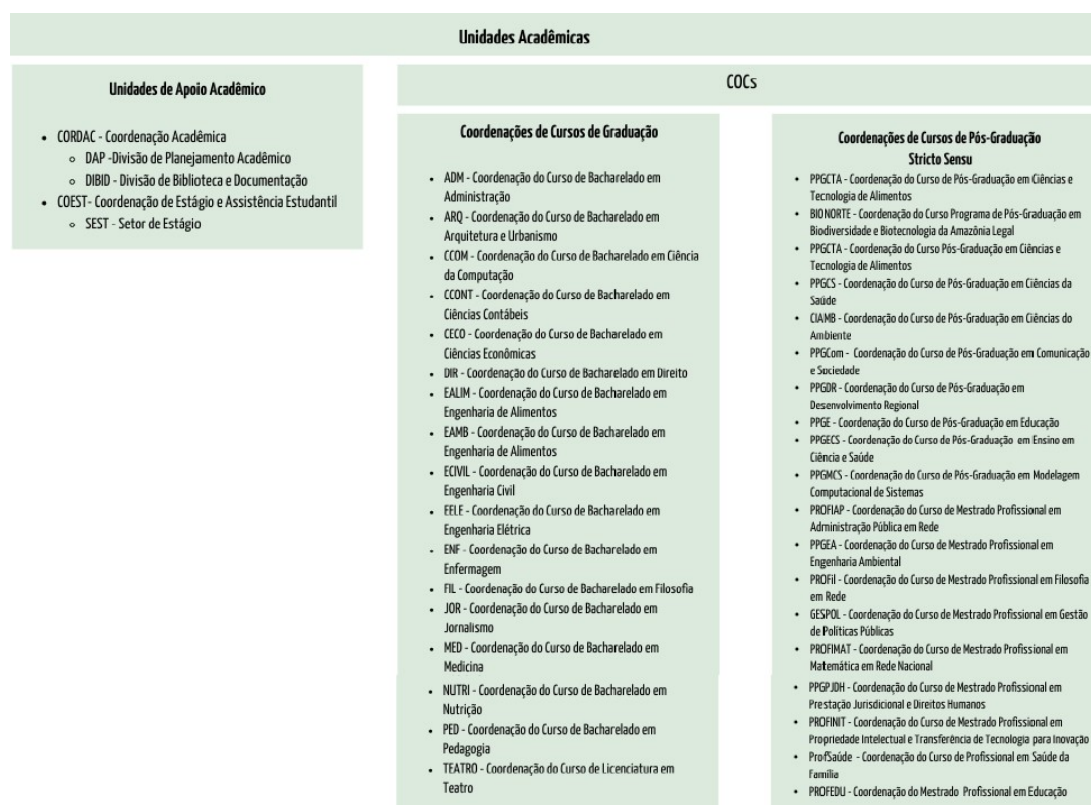 Unidades Acadêmicas
Unidades de Apoio Acadêmico
• CORDAC - Coordenação Acadêmica
◦ DAP -Divisão de Planejamento Acadêmico
◦ DIBID - Divisão de Biblioteca e Documentação
• COEST- Coordenação de Estágio e Assistência Estudantil
◦ SEST - Setor de Estágio
COCs
Coordenações de Cursos de Graduação
• ADM - Coordenação do Curso de Bacharelado em
Administração
• ARQ - Coordenação do Curso de Bacharelado em
Arquitetura e Urbanismo
• CCOM - Coordenação do Curso de Bacharelado em Ciência
da Computação
• CCONT - Coordenação do Curso de Bacharelado em
Ciências Contábeis
• CECO - Coordenação do Curso de Bacharelado em
Ciências Econômicas
• DIR - Coordenação do Curso de Bacharelado em Direito
• EALIM - Coordenação do Curso de Bacharelado em
Engenharia de Alimentos
• EAMB - Coordenação do Curso de Bacharelado em
Engenharia de Alimentos
• ECIVIL - Coordenação do Curso de Bacharelado em
Engenharia Civil
• EELE - Coordenação do Curso de Bacharelado em
Engenharia Elétrica
• ENF - Coordenação do Curso de Bacharelado em
Enfermagem
• FIL - Coordenação do Curso de Bacharelado em Filosofia
• JOR - Coordenação do Curso de Bacharelado em
Jornalismo
• MED - Coordenação do Curso de Bacharelado em
Medicina
• NUTRI - Coordenação do Curso de Bacharelado em
Nutrição
• PED - Coordenação do Curso de Bacharelado em
Pedagogia
• TEATRO - Coordenação do Curso de Licenciatura em
Teatro
Coordenações de Cursos de Pós-Graduação
Stricto Sensu
• PPGCTA - Coordenação do Curso de Pós-Graduação em Ciências e
Tecnologia de Alimentos
• BIONORTE - Coordenação do Curso Programa de Pós-Graduação em
Biodiversidade e Biotecnologia da Amazônia Legal
• PPGCTA - Coordenação do Curso Pós-Graduação em Ciências e
Tecnologia de Alimentos
• PPGCS - Coordenação do Curso de Pós-Graduação em Ciências da
Saúde
• CIAMB - Coordenação do Curso de Pós-Graduação em Ciências do
Ambiente
• PPGCom - Coordenação do Curso de Pós-Graduação em Comunicação
e Sociedade
• PPGDR - Coordenação do Curso de Pós-Graduação em
Desenvolvimento Regional
• PPGE - Coordenação do Curso de Pós-Graduação em Educação
• PPGECS - Coordenação do Curso de Pós-Graduação em Ensino em
Ciência e Saúde
• PPGMCS - Coordenação do Curso de Pós-Graduação em Modelagem
Computacional de Sistemas
• PROFIAP - Coordenação do Curso de Mestrado Profissional em
Administração Pública em Rede
• PPGEA - Coordenação do Curso de Mestrado Profissional em
Engenharia Ambiental
• PROFil - Coordenação do Curso de Mestrado Profissional em Filosofia
em Rede
• GESPOL - Coordenação do Curso de Mestrado Profissional em Gestão
de Políticas Públicas
• PROFIMAT - Coordenação do Curso de Mestrado Profissional em
Matemática em Rede Nacional
• PPGPJDH - Coordenação do Curso de Mestrado Profissional em
Prestação Jurisdicional e Direitos Humanos
• PROFINIT - Coordenação do Curso de Mestrado Profissional em
Propriedade Intelectual e Transferência de Tecnologia para Inovação
• ProfSaúde - Coordenação do Curso de Profissional em Saúde da
Família
• PROFEDU - Coordenação do Mestrado Profissional em Educação